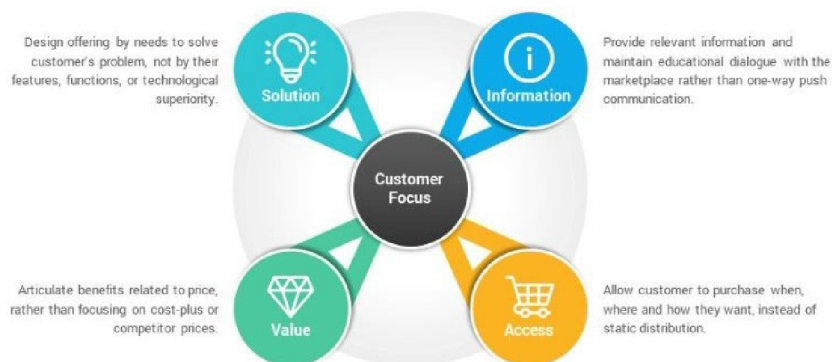 Design offering by needs to solve
customer's problem, not by their
features, functions, or technological
superiority.
Solution
Information
Provide relevant information and
maintain educational dialogue with the
marketplace rather than one-way push
communication.
Customer
Focus
Articulate benefits related to price,
rather than focusing on cost-plus or
competitor prices.
Value
Access
Allow customer to purchase when,
where and how they want, instead of
static distribution.